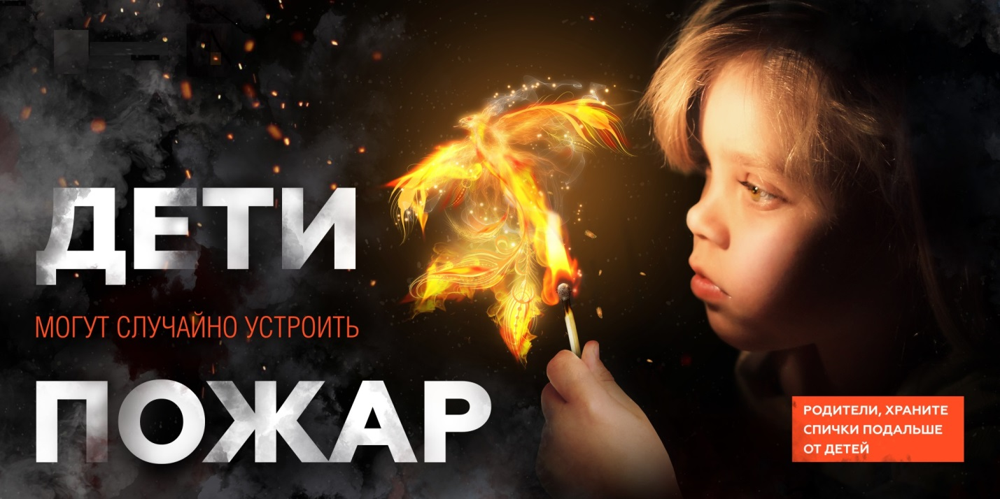 ДЕТИ
МОГУТ СЛУЧАЙНО УСТРОИТЬ
ПОЖАР
РОДИТЕЛИ, ХРАНИТЕ
СПИЧКИ ПОДАЛЬШЕ
ОТ ДЕТЕЙ